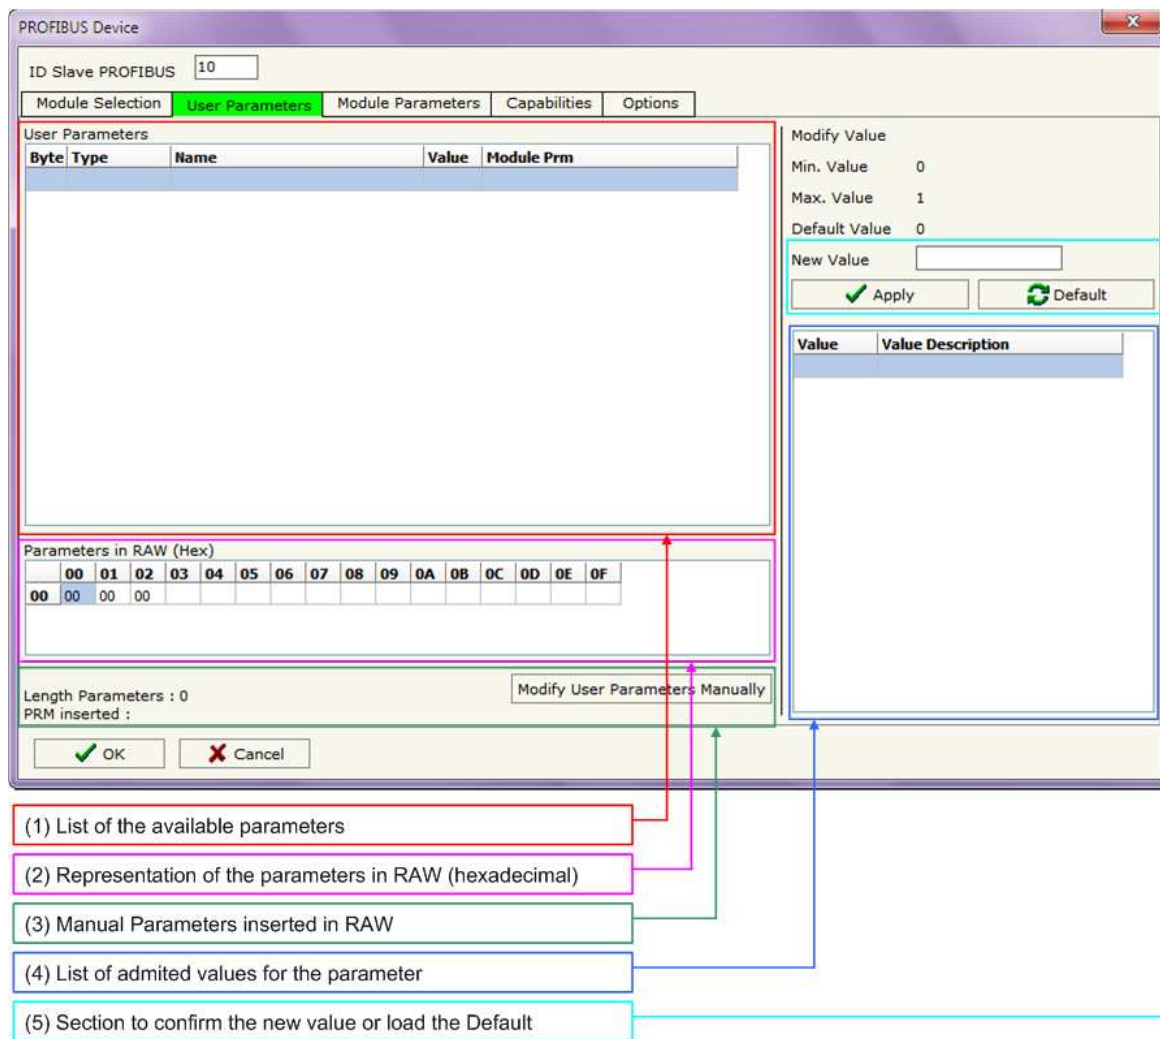 PROFIBUS Device
ID Slave PROFIBUS 10
Module Selection User Parameters Module Parameters Capabilities Options
User Parameters
Byte Type Name Value Module Prm
Modify Value
Min. Value 0
Max. Value 1
Default Value 0
New Value
Apply Default
Value Value Description
Parameters in RAW (Hex)
00 01 02 03 04 05 06 07 08 09 0A 0B 0C 0D 0E 0F
00 00 00 00
Length Parameters : 0
PRM inserted :
Modify User Parameters Manually
OK Cancel
(1) List of the available parameters
(2) Representation of the parameters in RAW (hexadecimal)
(3) Manual Parameters inserted in RAW
(4) List of admited values for the parameter
(5) Section to confirm the new value or load the Default